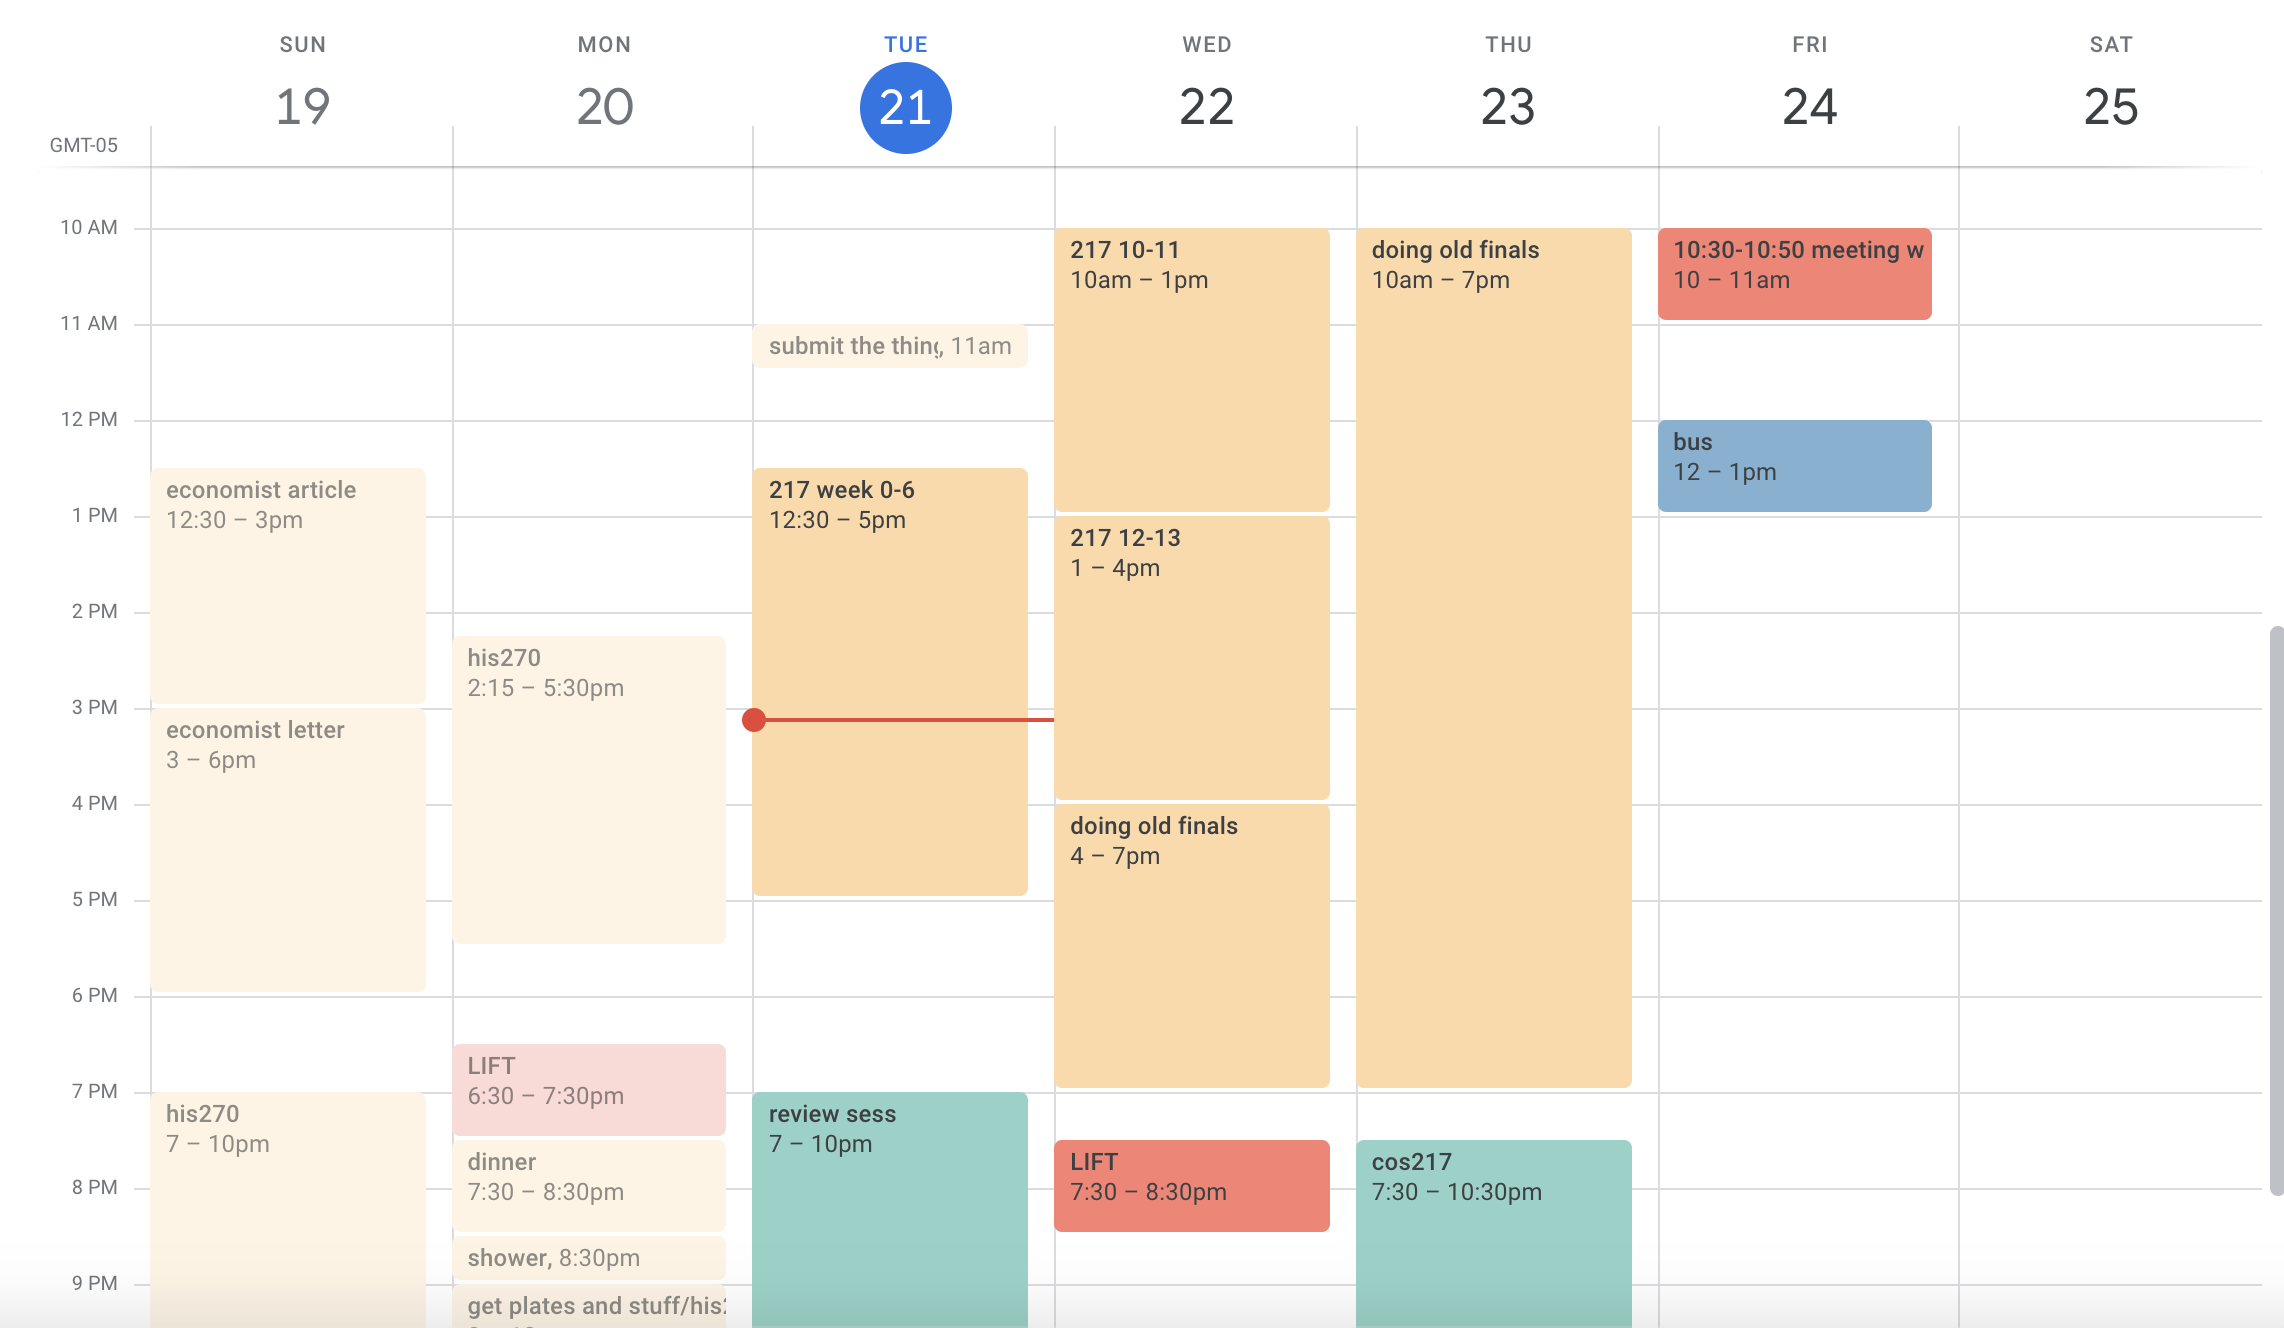 SUN
MON
TUE
WED
THU
FRI
SAT
19
20
21
22
23
24
25
GMT-05
10 AM
11 AM
12 PM
1 PM
2 PM
3 PM
4 PM
5 PM
6 PM
7 PM
8 PM
9 PM
economist article
12:30 – 3pm
economist letter
3 – 6pm
his270
7 – 10pm
his270
2:15 – 5:30pm
LIFT
6:30 – 7:30pm
dinner
7:30 – 8:30pm
shower, 8:30pm
get plates and stuff/his
submit the thing, 11am
217 week 0-6
12:30 – 5pm
review sess
7 – 10pm
217 10-11
10am – 1pm
217 12-13
1 – 4pm
doing old finals
4 – 7pm
LIFT
7:30 – 8:30pm
doing old finals
10am – 7pm
cos217
7:30 – 10:30pm
10:30-10:50 meeting w
10 – 11am
bus
12 – 1pm